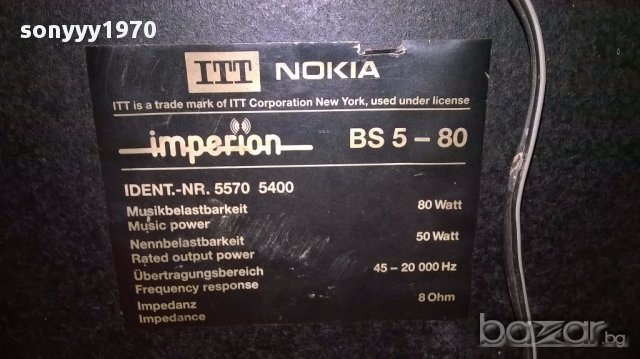 sonyyy1970
ITT NOKIA
ITT is a trade mark of ITT Corporation New York, used under license
imperion BS 5 – 80
IDENT.-NR. 5570 5400
Musikbelastbarkeit 80 Watt
Music power
Nennbelastbarkeit 50 Watt
Rated output power
Übertragungsbereich 45 – 20 000 Hz
Frequency response
Impedanz 8 Ohm
Impedance
bazar.bg